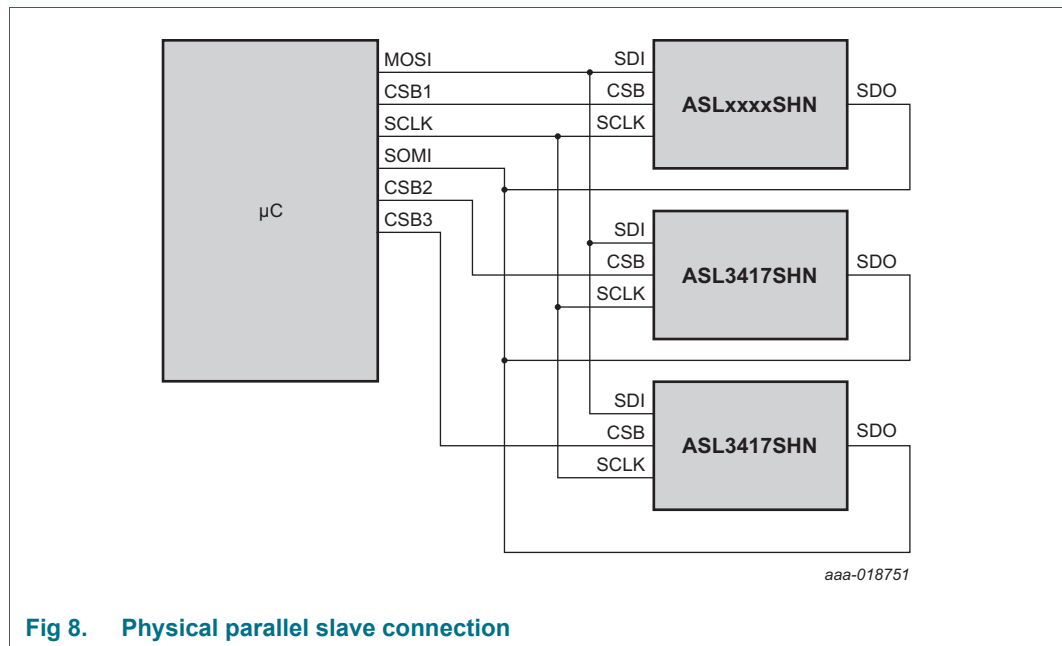 MOSI
CSB1
SCLK
SOMI
CSB2
CSB3
µC
SDI
CSB
SCLK
ASLxxxxSHN
SDO
SDI
CSB
SCLK
ASL3417SHN
SDO
SDI
CSB
SCLK
ASL3417SHN
SDO
aaa-018751
Fig 8. Physical parallel slave connection